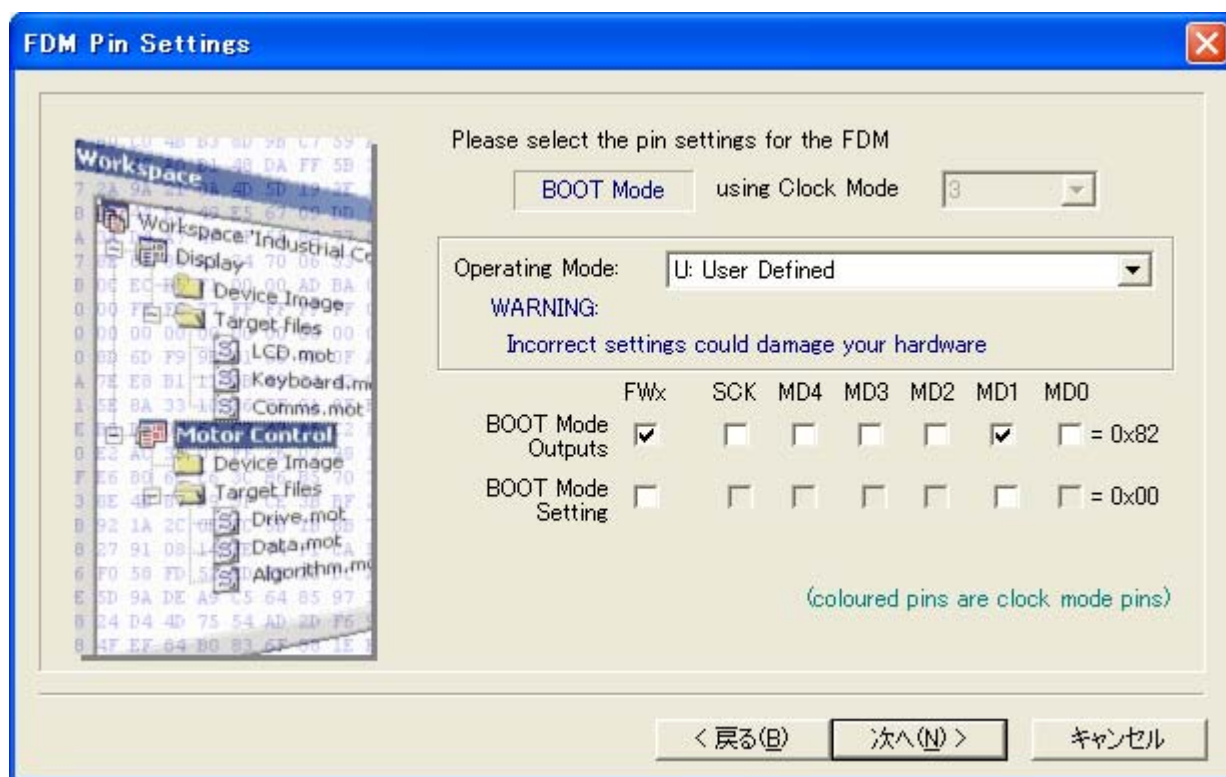 FDM Pin Settings
Please select the pin settings for the FDM
BOOT Mode using Clock Mode 3
Operating Mode: U: User Defined
WARNING:
Incorrect settings could damage your hardware
FWx SCK MD4 MD3 MD2 MD1 MD0
BOOT Mode Outputs = 0x82
BOOT Mode Setting = 0x00
(coloured pins are clock mode pins)
Workspace
Workspace 'Industrial Co
Display
Device Image
Target files
LCD.mot
Keyboard.mo
Comms.mot
Motor Control
Device Image
Target files
Drive.mot
Data.mot
Algorithm.mo
< 戻る(B) 次へ(N) > キャンセル